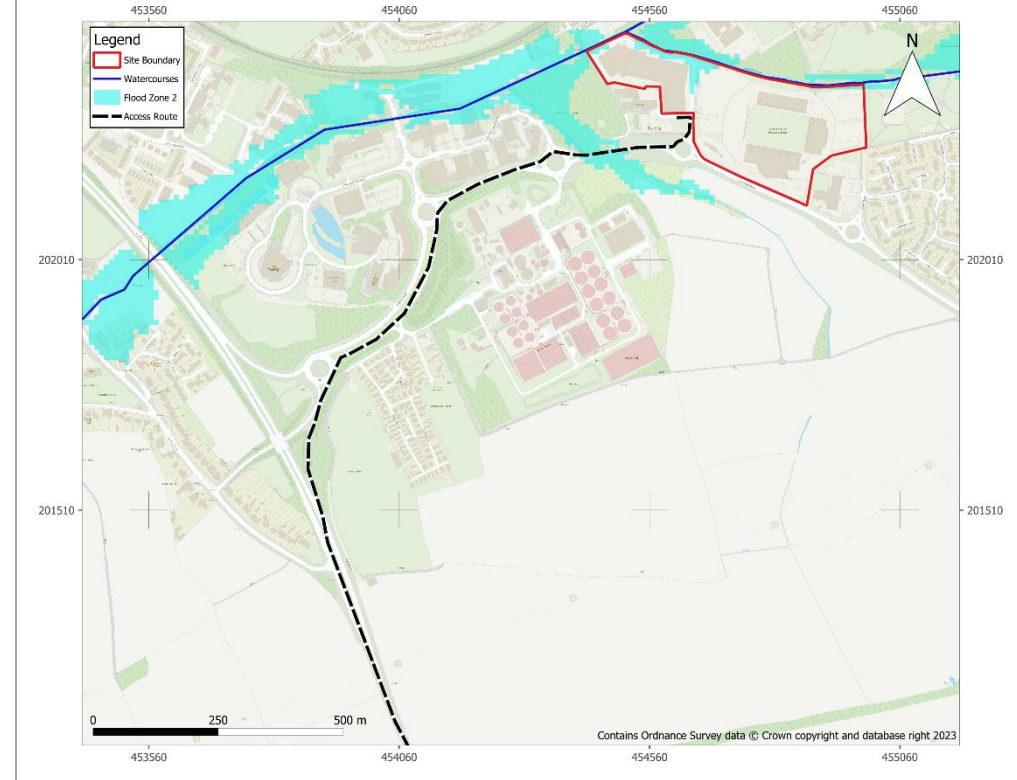 453560 454060 454560 455060
Legend
Site Boundary
Watercourses
Flood Zone 2
Access Route
N
202010 202010
201510 201510
0 250 500 m
Contains Ordnance Survey data © Crown copyright and database right 2023
453560 454060 454560 455060